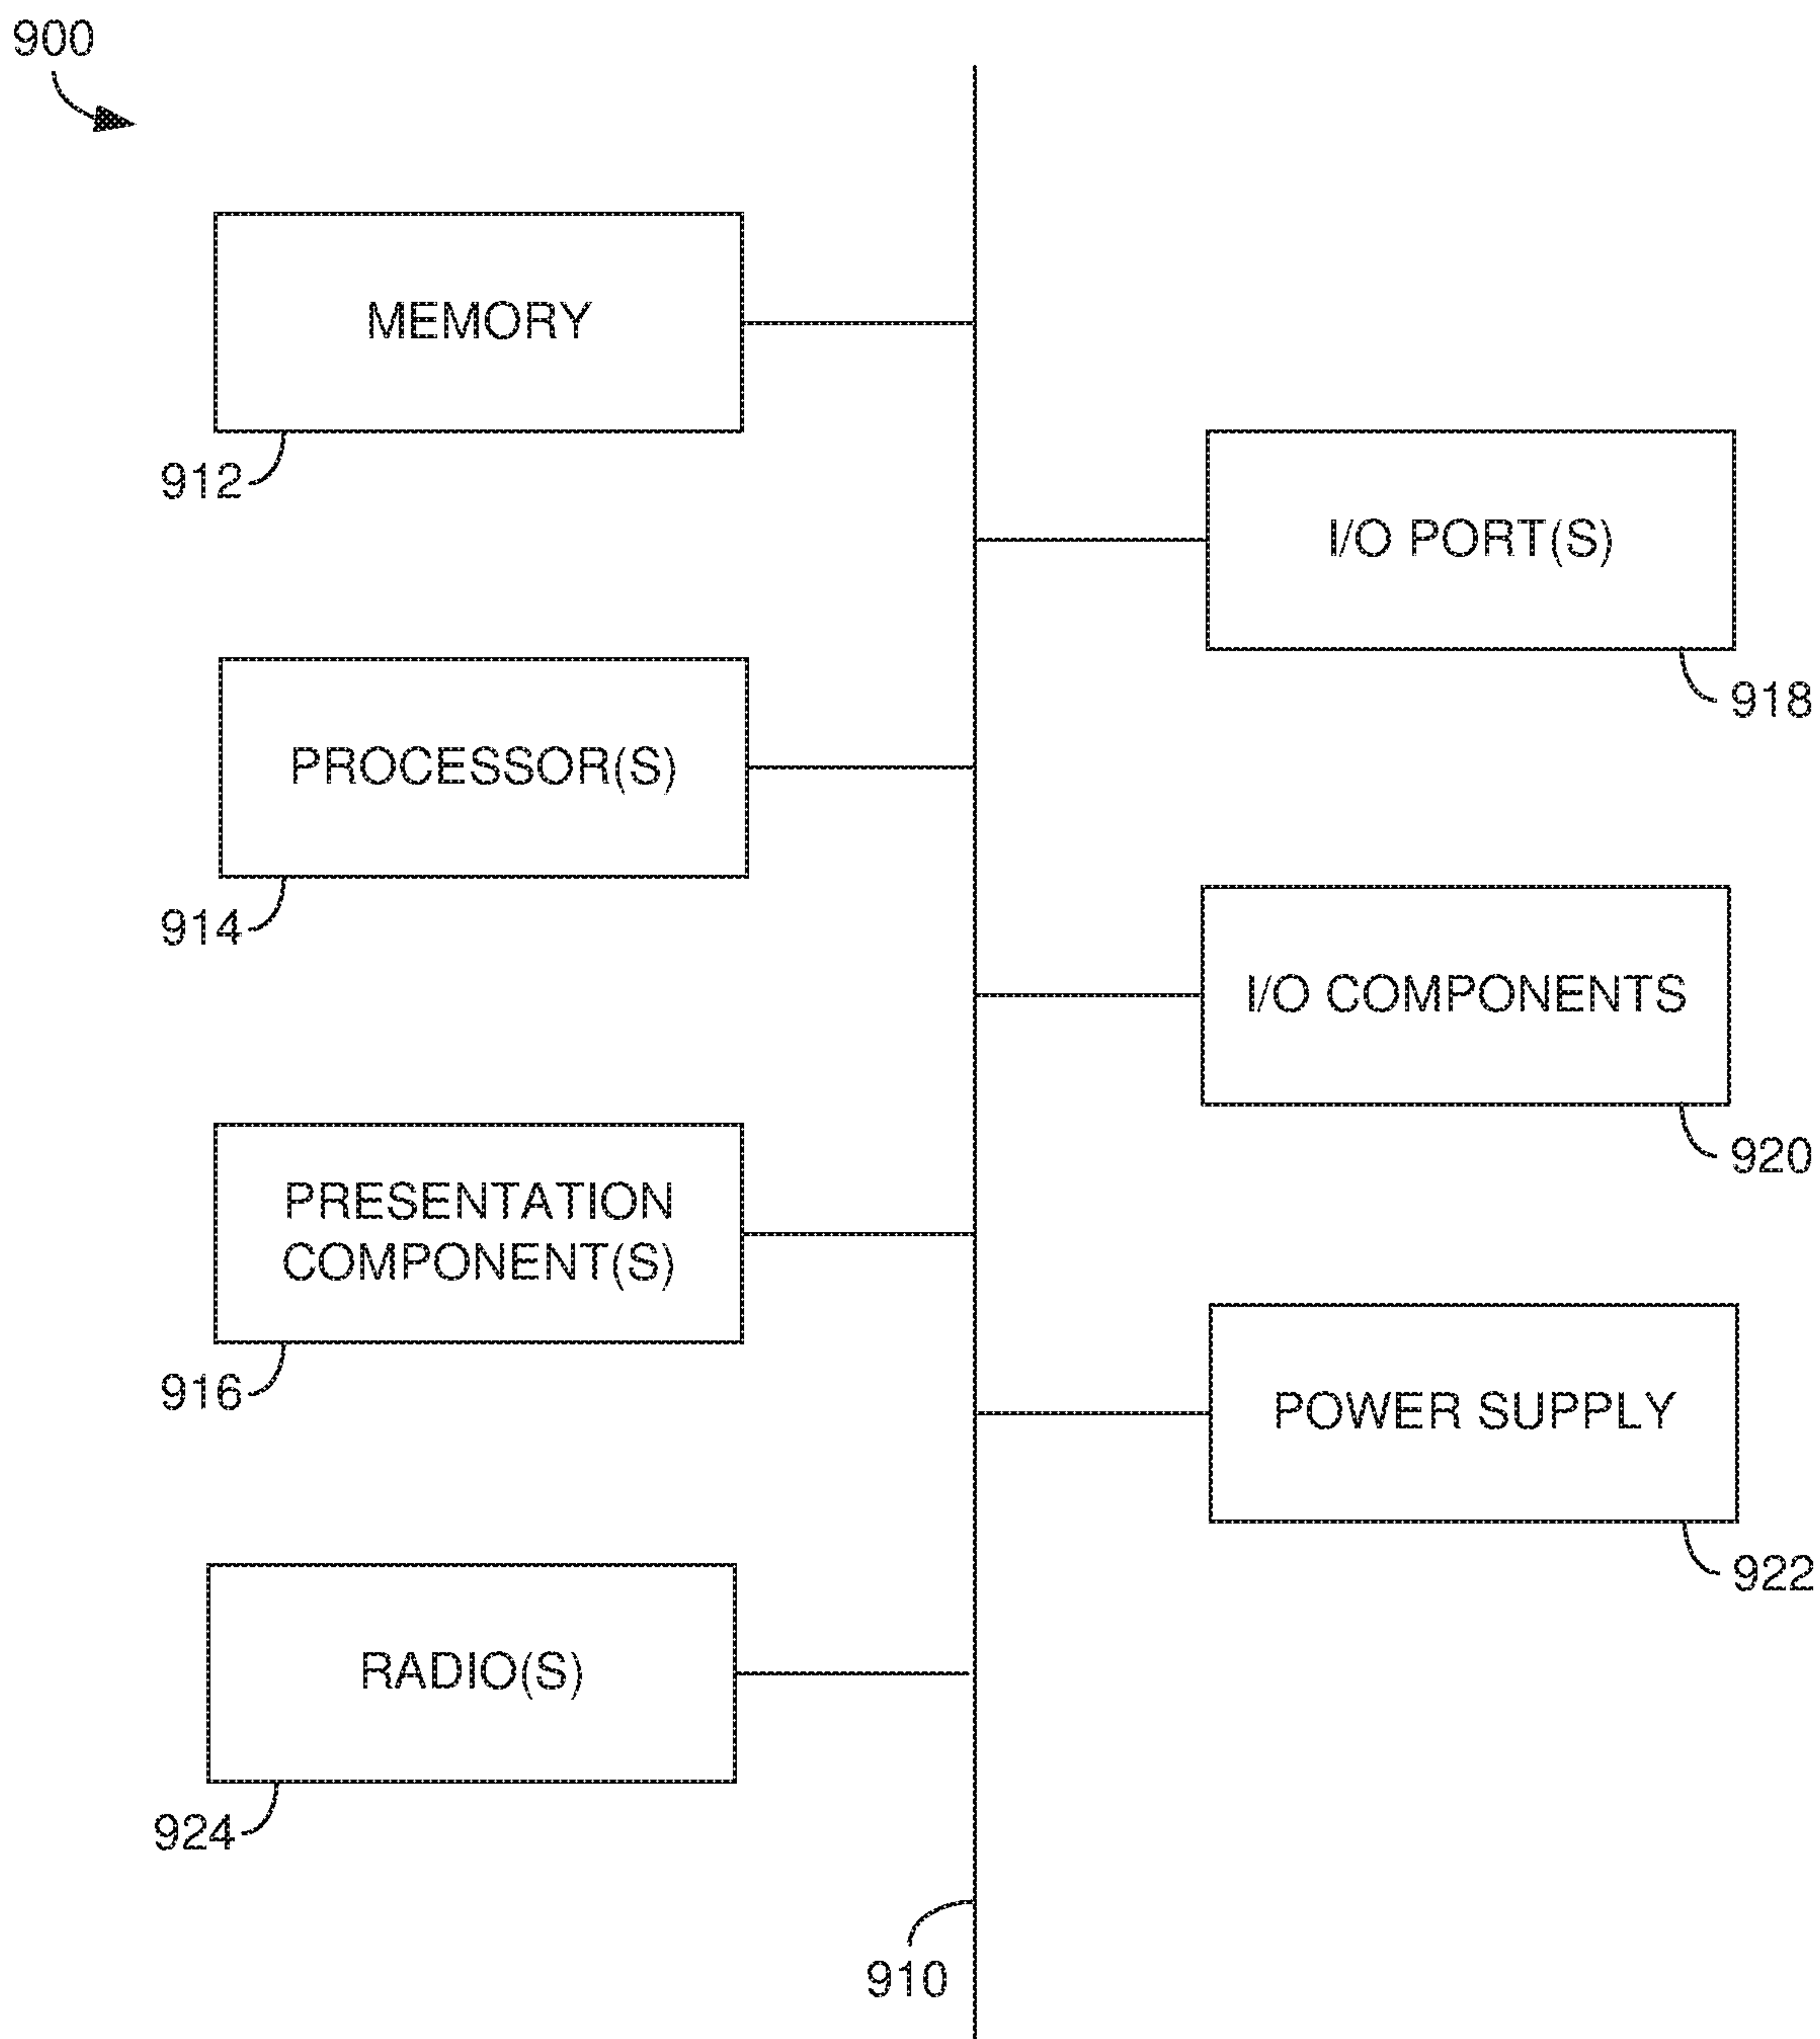 900
MEMORY
912
I/O PORT(S)
918
PROCESSOR(S)
914
I/O COMPONENTS
920
PRESENTATION
COMPONENT(S)
916
POWER SUPPLY
922
RADIO(S)
924
910